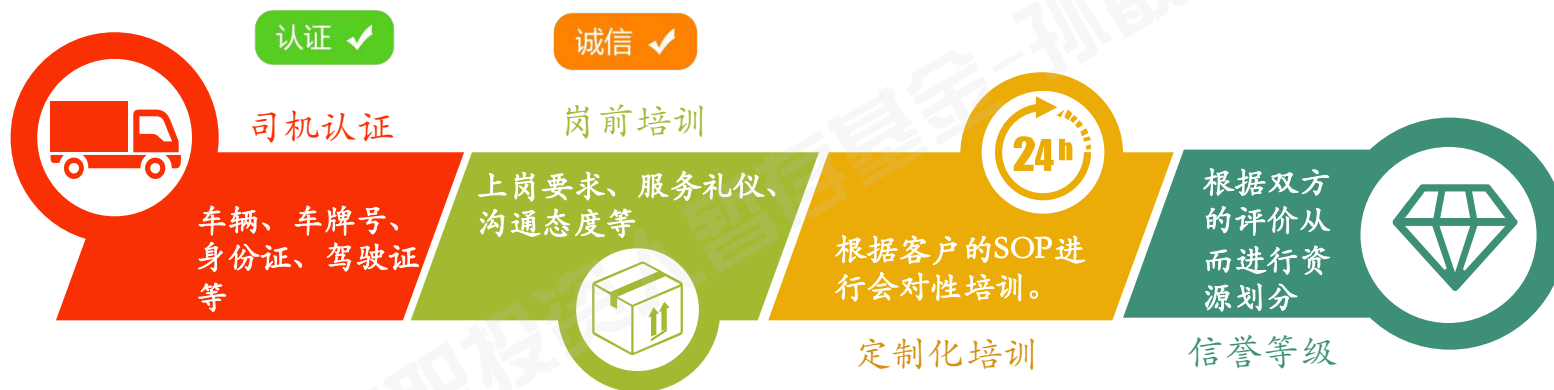 认证
诚信
司机认证
岗前培训
车辆、车牌号、
身份证、驾驶证
等
上岗要求、服务礼仪、
沟通态度等
24h
根据客户的SOP进
行会对性培训。
定制化培训
根据双方
的评价从
而进行资
源划分
信誉等级